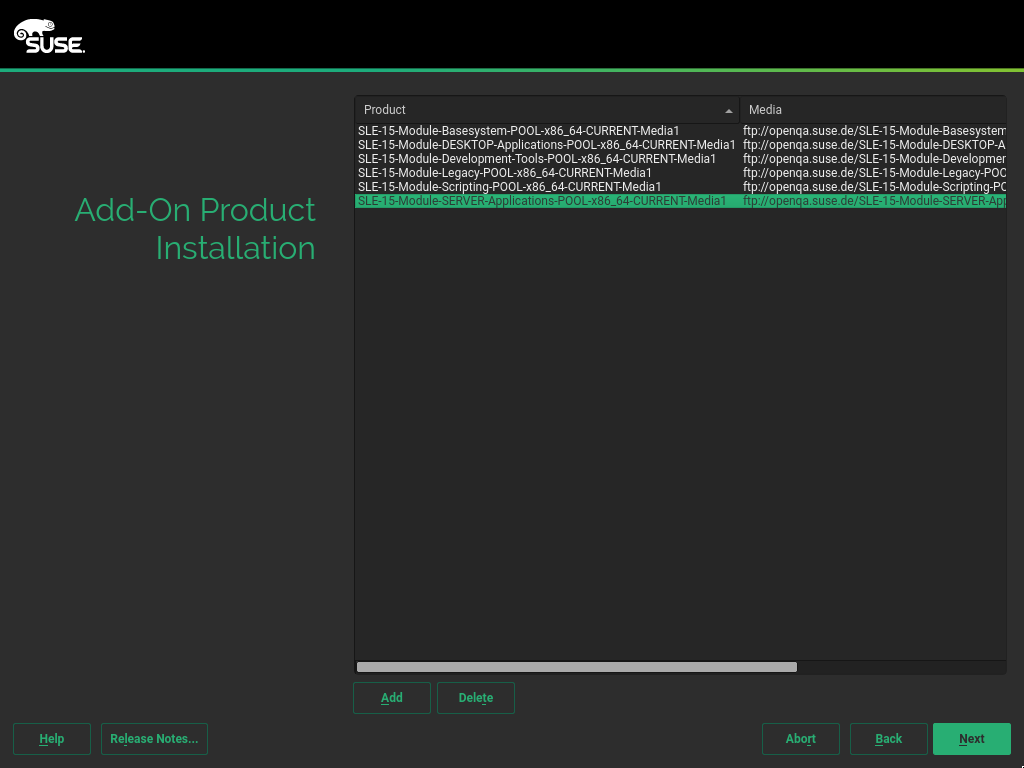 SUSE.
Add-On Product
Installation
Product Media
SLE-15-Module-Basesystem-POOL-x86_64-CURRENT-Media1 ftp://openqa.suse.de/SLE-15-Module-Basesystem
SLE-15-Module-DESKTOP-Applications-POOL-x86_64-CURRENT-Media1 ftp://openqa.suse.de/SLE-15-Module-DESKTOP-A
SLE-15-Module-Development-Tools-POOL-x86_64-CURRENT-Media1 ftp://openqa.suse.de/SLE-15-Module-Developmen
SLE-15-Module-Legacy-POOL-x86_64-CURRENT-Media1 ftp://openqa.suse.de/SLE-15-Module-Legacy-POO
SLE-15-Module-Scripting-POOL-x86_64-CURRENT-Media1 ftp://openqa.suse.de/SLE-15-Module-Scripting-PO
SLE-15-Module-SERVER-Applications-POOL-x86_64-CURRENT-Media1 ftp://openqa.suse.de/SLE-15-Module-SERVER-App
Add Delete
Help Release Notes... Abort Back Next